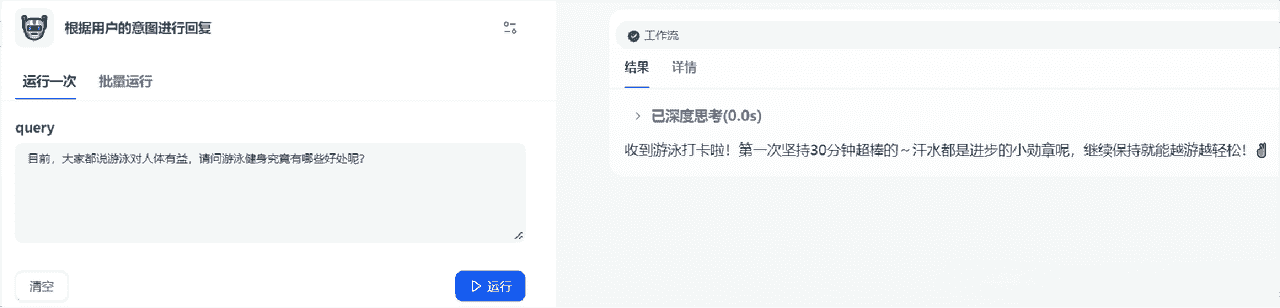 根据用户的意图进行回复
运行一次 批量运行
query
目前，大家都说游泳对人体有益，请问游泳健身究竟有哪些好处呢?
清空
运行
工作流
结果 详情
已深度思考(0.0s)
收到游泳打卡啦！第一次坚持30分钟超棒的～汗水都是进步的小勋章呢，继续保持就能越游越轻松！✌